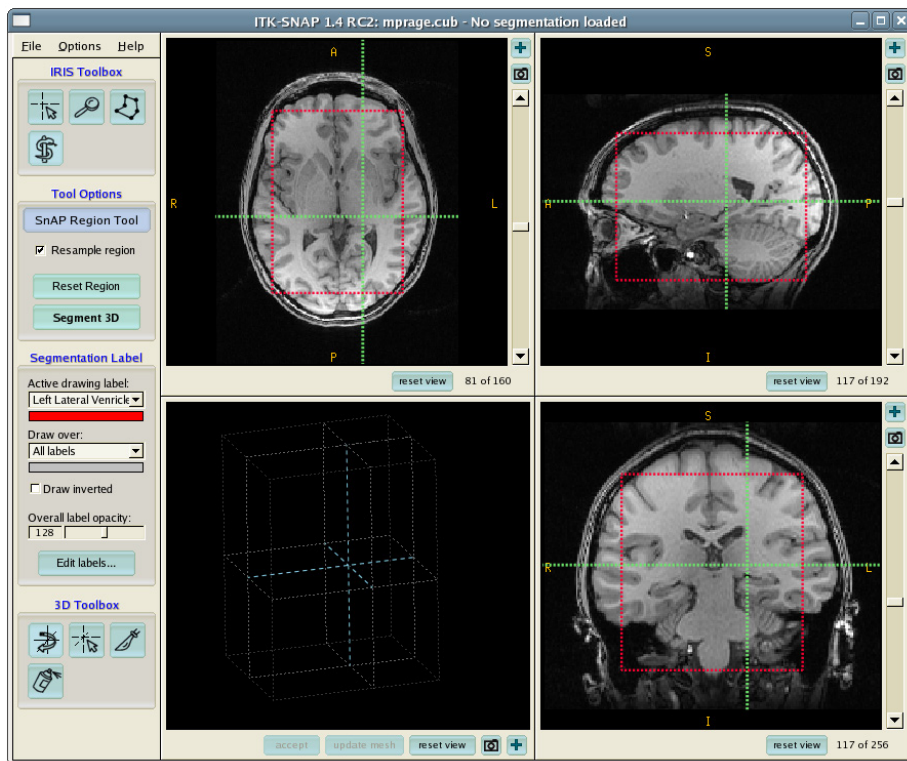 ITK-SNAP 1.4 RC2: mprage.cub - No segmentation loaded
File Options Help
IRIS Toolbox
Tool Options
SnAP Region Tool
Resample region
Reset Region
Segment 3D
Segmentation Label
Active drawing label:
Left Lateral Ventricle
Draw over:
All labels
Draw inverted
Overall label opacity:
128
Edit labels...
3D Toolbox
A
R
L
P
reset view
81 of 160
S
A
P
I
reset view
117 of 192
accept
update mesh
reset view
S
R
L
I
reset view
117 of 256